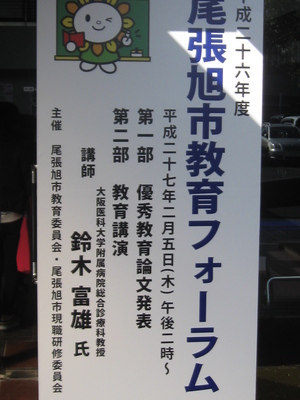 平成二十六年度
尾張旭市教育フォーラム
平成二十七年二月五日(木)午後二時~
第一部 優秀教育論文発表
第二部 教育講演
講師
大阪医科大学附属病院総合診療科教授
鈴木 富雄 氏
主催 尾張旭市教育委員会・尾張旭市現職研修委員会